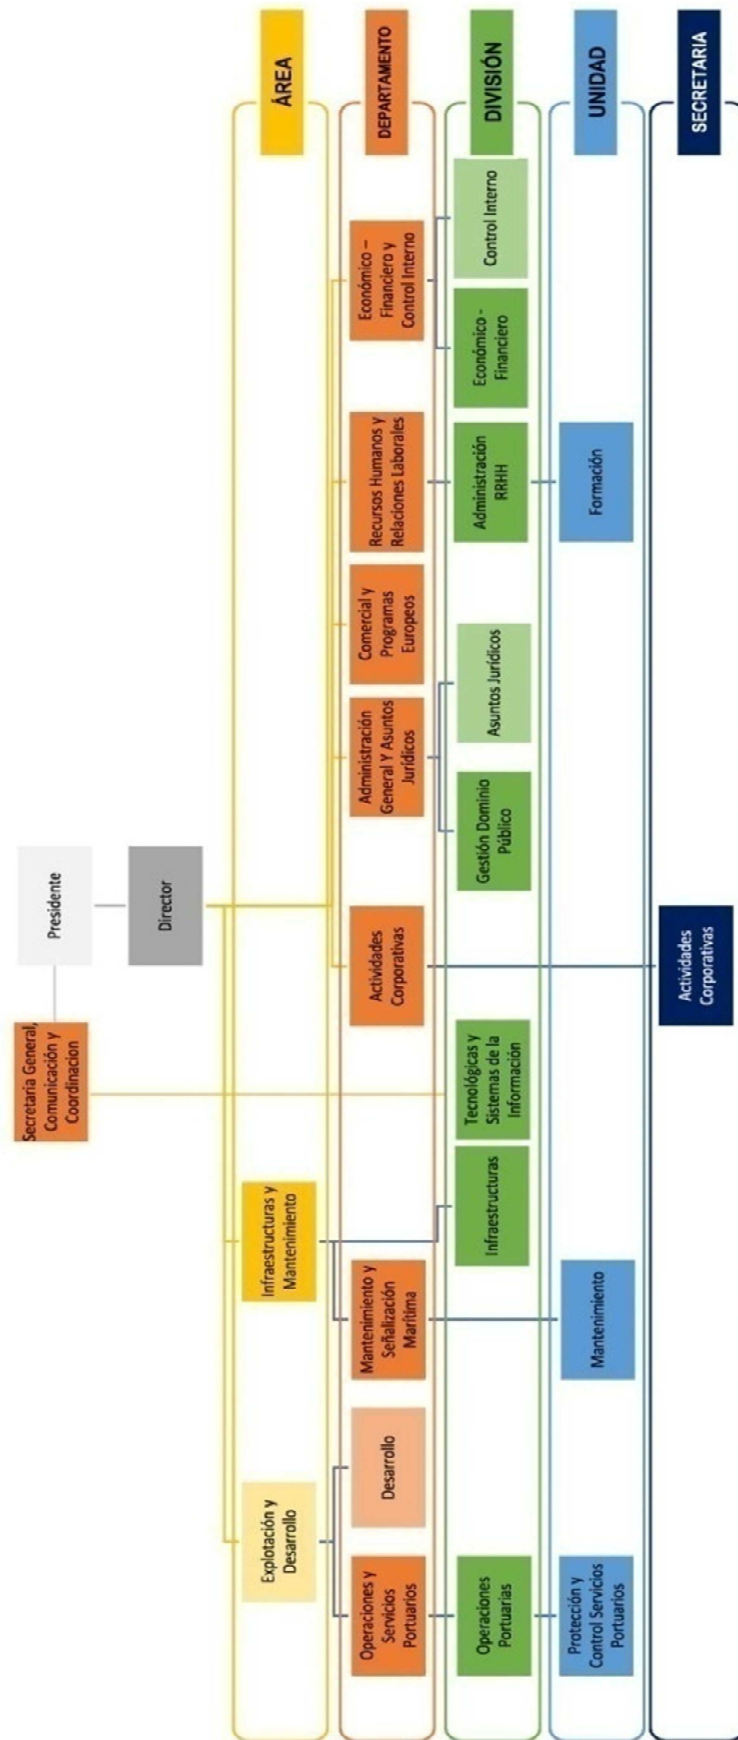 Presidente
Secretaria General,
Comunicación y
Coordinacion
Director
ÁREA
Explotación y
Desarrollo
Infraestructuras y
Mantenimiento
DEPARTAMENTO
Operaciones y
Servicios
Portuarios
Desarrollo
Mantenimiento y
Señalización
Marítima
Actividades
Corporativas
Administración
General Y Asuntos
Jurídicos
Comercial y
Programas
Europeos
Recursos Humanos y
Relaciones Laborales
Económico –
Financiero y
Control Interno
DIVISIÓN
Operaciones
Portuarias
Infraestructuras
Tecnológicas y
Sistemas de la
Información
Gestión Dominio
Público
Asuntos Jurídicos
Administración
RRHH
Económico -
Financiero
Control Interno
UNIDAD
Protección y
Control Servicios
Portuarios
Mantenimiento
Formación
SECRETARIA
Actividades
Corporativas